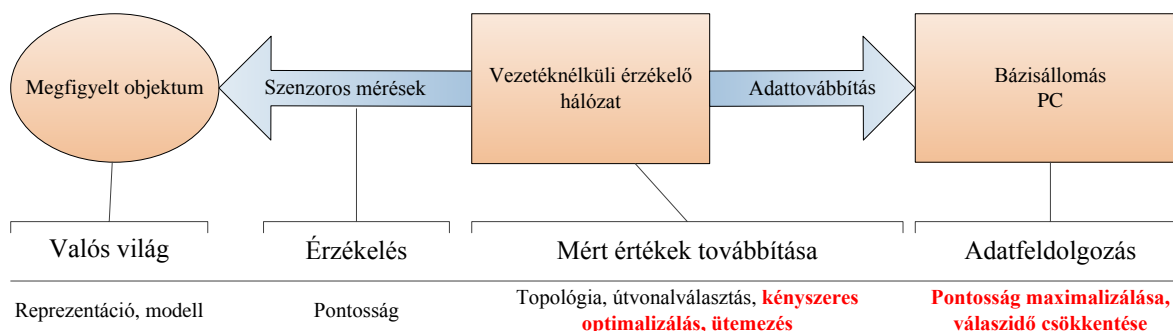 Megfigyelt objektum
Szenzoros mérések
Vezetéknélküli érzékelő
hálózat
Adattovábbítás
Bázisállomás
PC
Valós világ
Érzékelés
Mért értékek továbbítása
Adatfeldolgozás
Reprezentáció, modell
Pontosság
Topológia, útvonalválasztás, kényszeres
optimalizálás, ütemezés
Pontosság maximalizálása,
válaszidő csökkentése